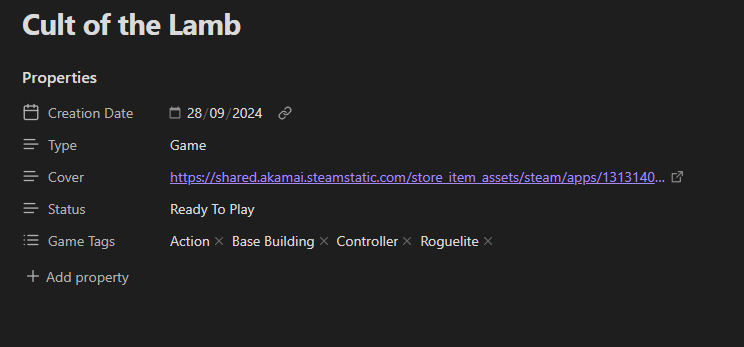 Cult of the Lamb
Properties
Creation Date 28/09/2024
Type Game
Cover https://shared.akamai.steamstatic.com/store_item_assets/steam/apps/1313140...
Status Ready To Play
Game Tags Action × Base Building × Controller × Roguelite ×
+ Add property